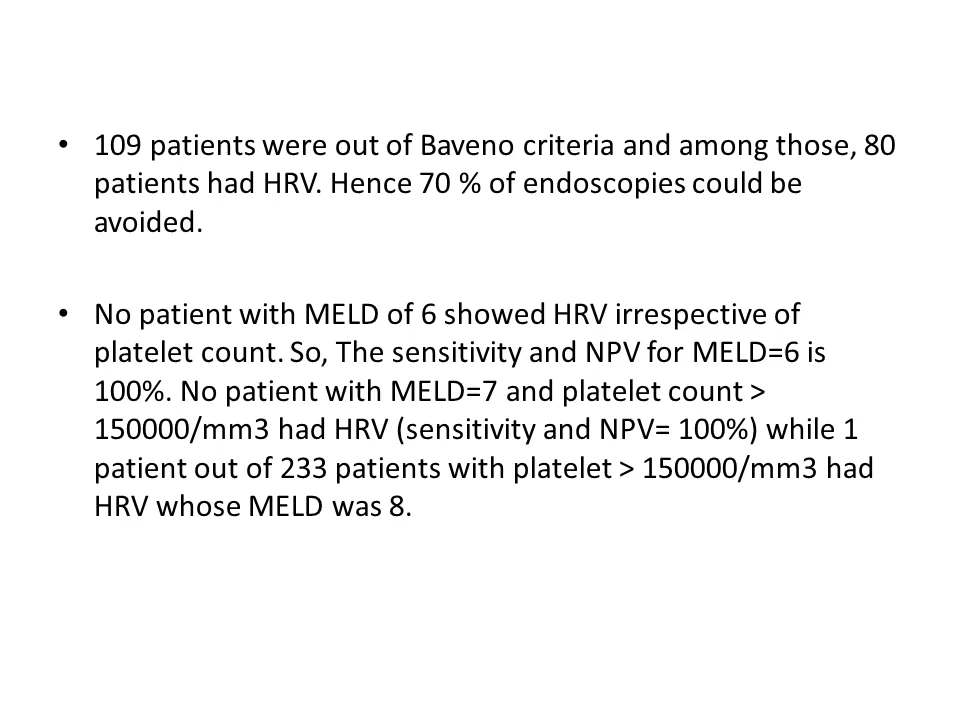 • 109 patients were out of Baveno criteria and among those, 80
patients had HRV. Hence 70 % of endoscopies could be
avoided.
• No patient with MELD of 6 showed HRV irrespective of
platelet count. So, The sensitivity and NPV for MELD=6 is
100%. No patient with MELD=7 and platelet count >
150000/mm3 had HRV (sensitivity and NPV= 100%) while 1
patient out of 233 patients with platelet > 150000/mm3 had
HRV whose MELD was 8.